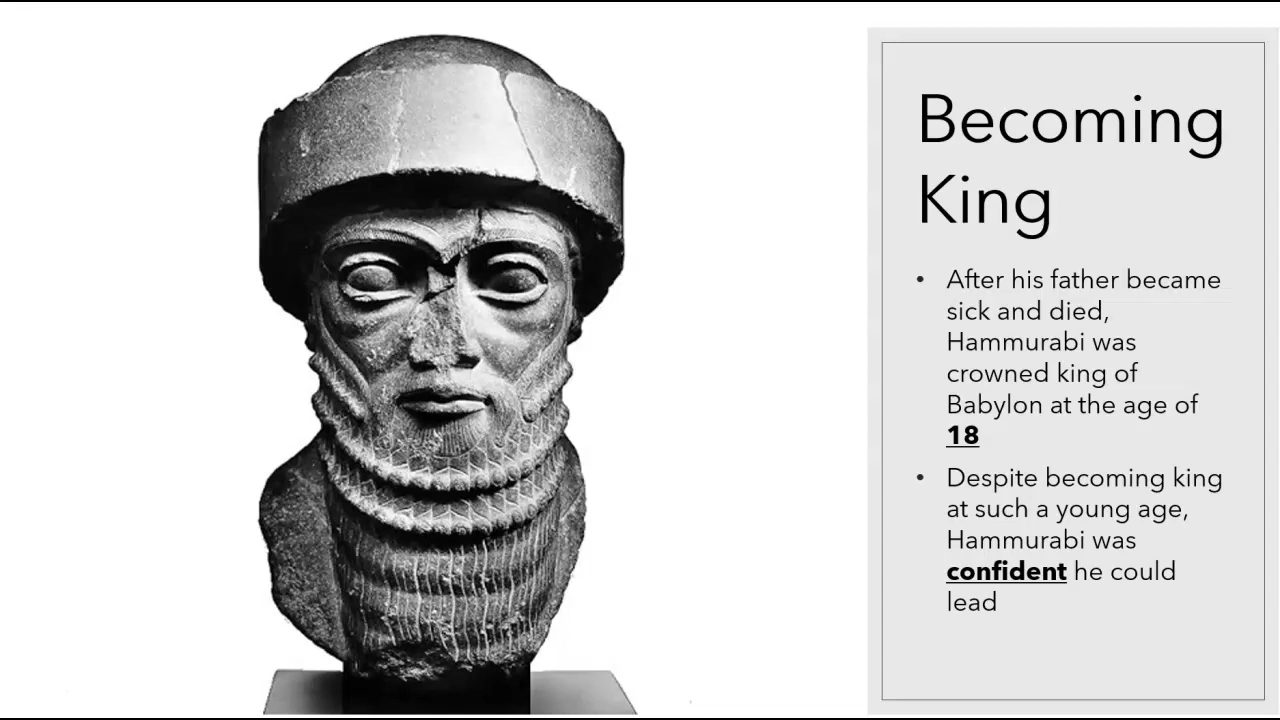 Becoming
King
• After his father became
sick and died,
Hammurabi was
crowned king of
Babylon at the age of
18
• Despite becoming king
at such a young age,
Hammurabi was
confident he could
lead